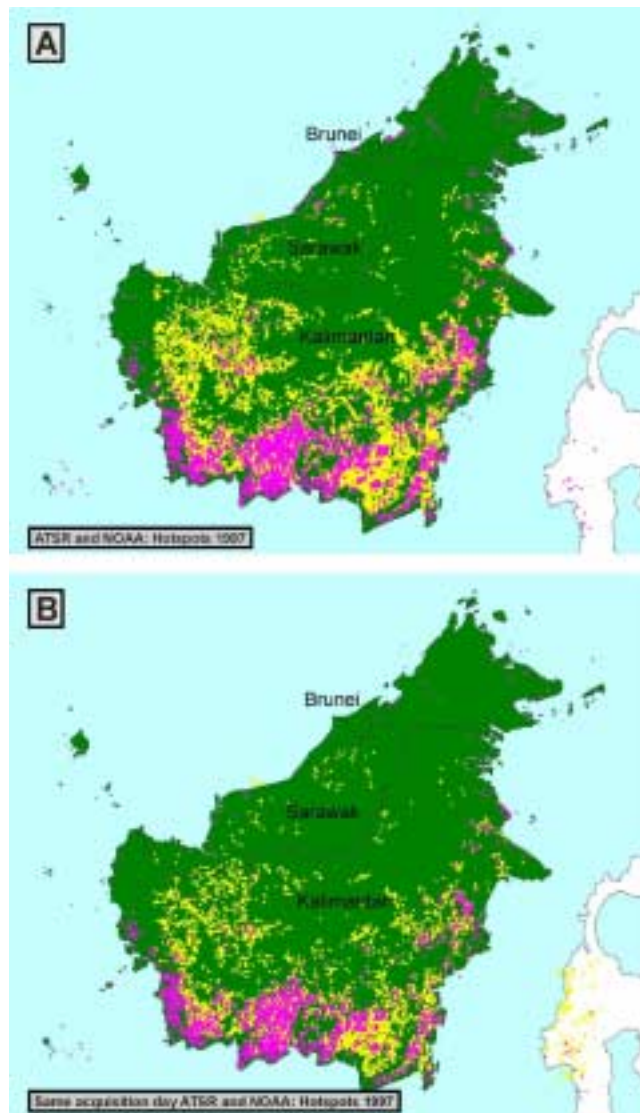 A
Brunei
Sarawak
Kalimantan
ATSR and NOAA: Hotspots 1997
B
Brunei
Sarawak
Kalimantan
Same acquisition day ATSR and NOAA: Hotspots 1997